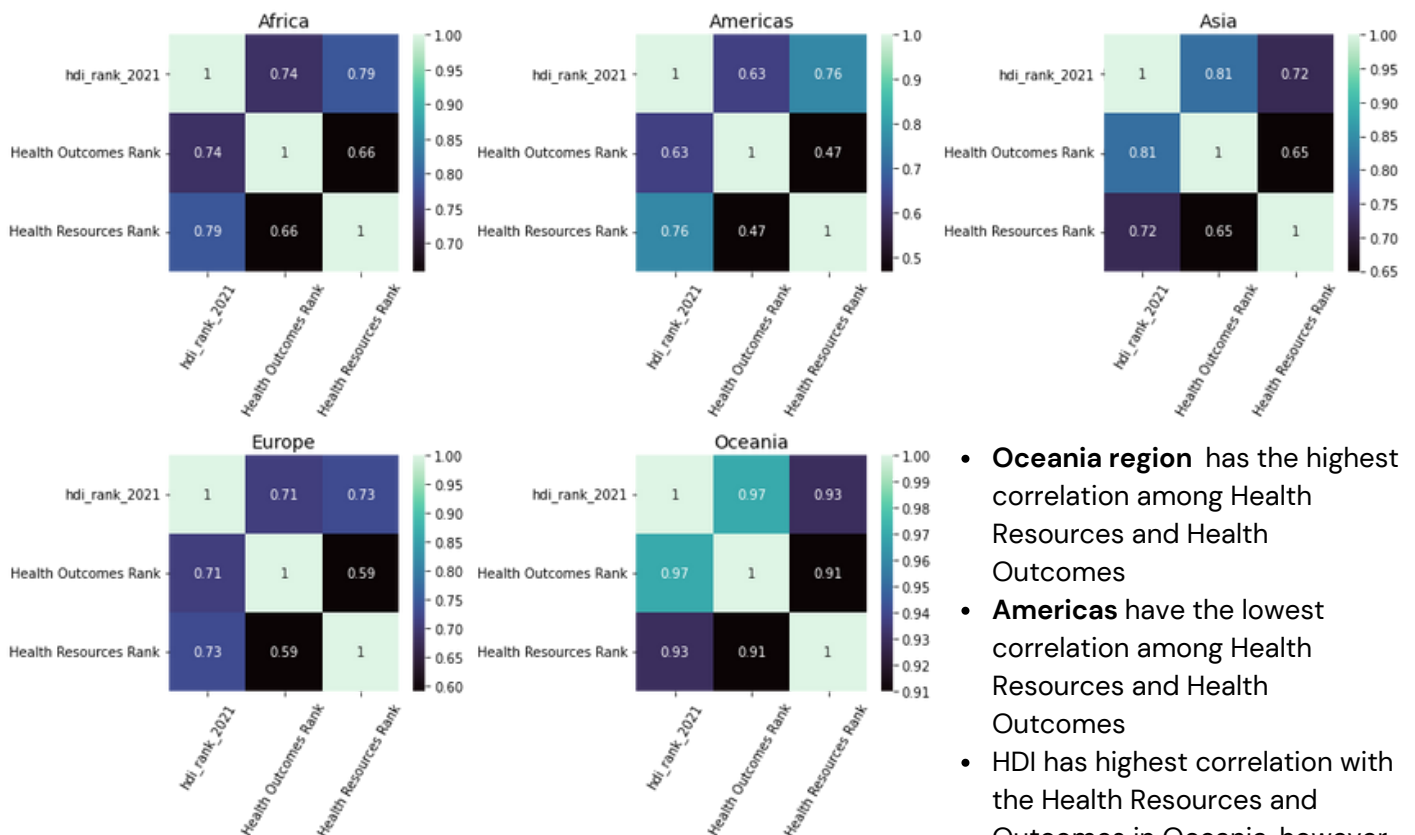 Africa
hdi_rank_2021
1 0.74 0.79
Health Outcomes Rank
0.74 1 0.66
Health Resources Rank
0.79 0.66 1
1.00
0.95
0.90
0.85
0.80
0.75
0.70
hdi_rank_2021
Health Outcomes Rank
Health Resources Rank
Americas
hdi_rank_2021
1 0.63 0.76
Health Outcomes Rank
0.63 1 0.47
Health Resources Rank
0.76 0.47 1
1.0
0.9
0.8
0.7
0.6
0.5
hdi_rank_2021
Health Outcomes Rank
Health Resources Rank
Asia
hdi_rank_2021
1 0.81 0.72
Health Outcomes Rank
0.81 1 0.65
Health Resources Rank
0.72 0.65 1
1.00
0.95
0.90
0.85
0.80
0.75
0.70
0.65
hdi_rank_2021
Health Outcomes Rank
Health Resources Rank
Europe
hdi_rank_2021
1 0.71 0.73
Health Outcomes Rank
0.71 1 0.59
Health Resources Rank
0.73 0.59 1
1.00
0.95
0.90
0.85
0.80
0.75
0.70
0.65
0.60
hdi_rank_2021
Health Outcomes Rank
Health Resources Rank
Oceania
hdi_rank_2021
1 0.97 0.93
Health Outcomes Rank
0.97 1 0.91
Health Resources Rank
0.93 0.91 1
1.00
0.99
0.98
0.97
0.96
0.95
0.94
0.93
0.92
0.91
hdi_rank_2021
Health Outcomes Rank
Health Resources Rank
• Oceania region has the highest
correlation among Health
Resources and Health
Outcomes
• Americas have the lowest
correlation among Health
Resources and Health
Outcomes
• HDI has highest correlation with
the Health Resources and
Outcomes in Oceania, however